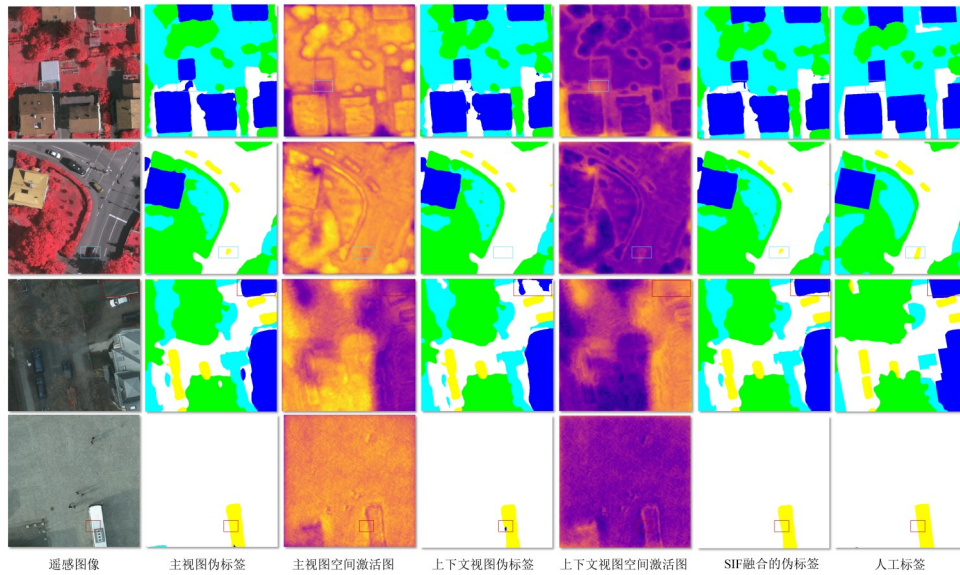 遥感图像
主视图伪标签
主视图空间激活图
上下文视图伪标签
上下文视图空间激活图
SIF融合的伪标签
人工标签